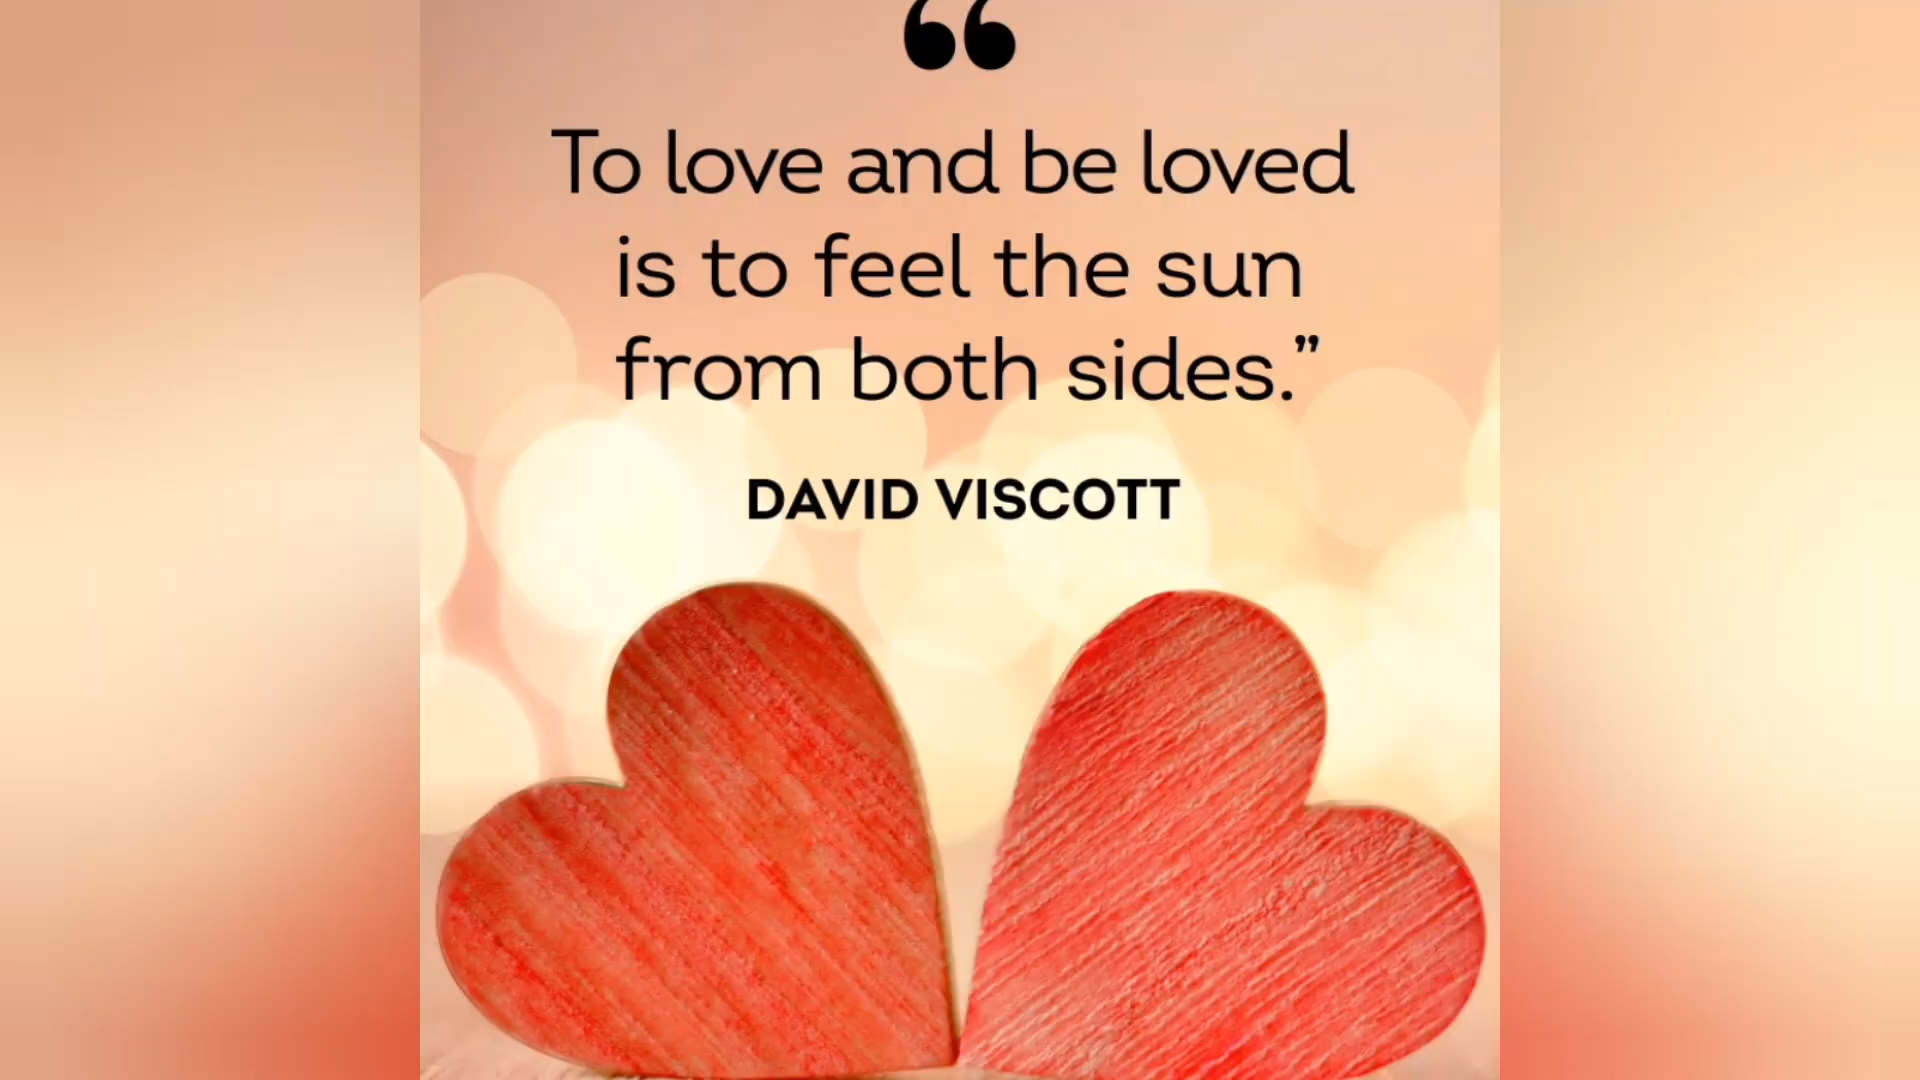 “
To love and be loved
is to feel the sun
from both sides.”
DAVID VISCOTT